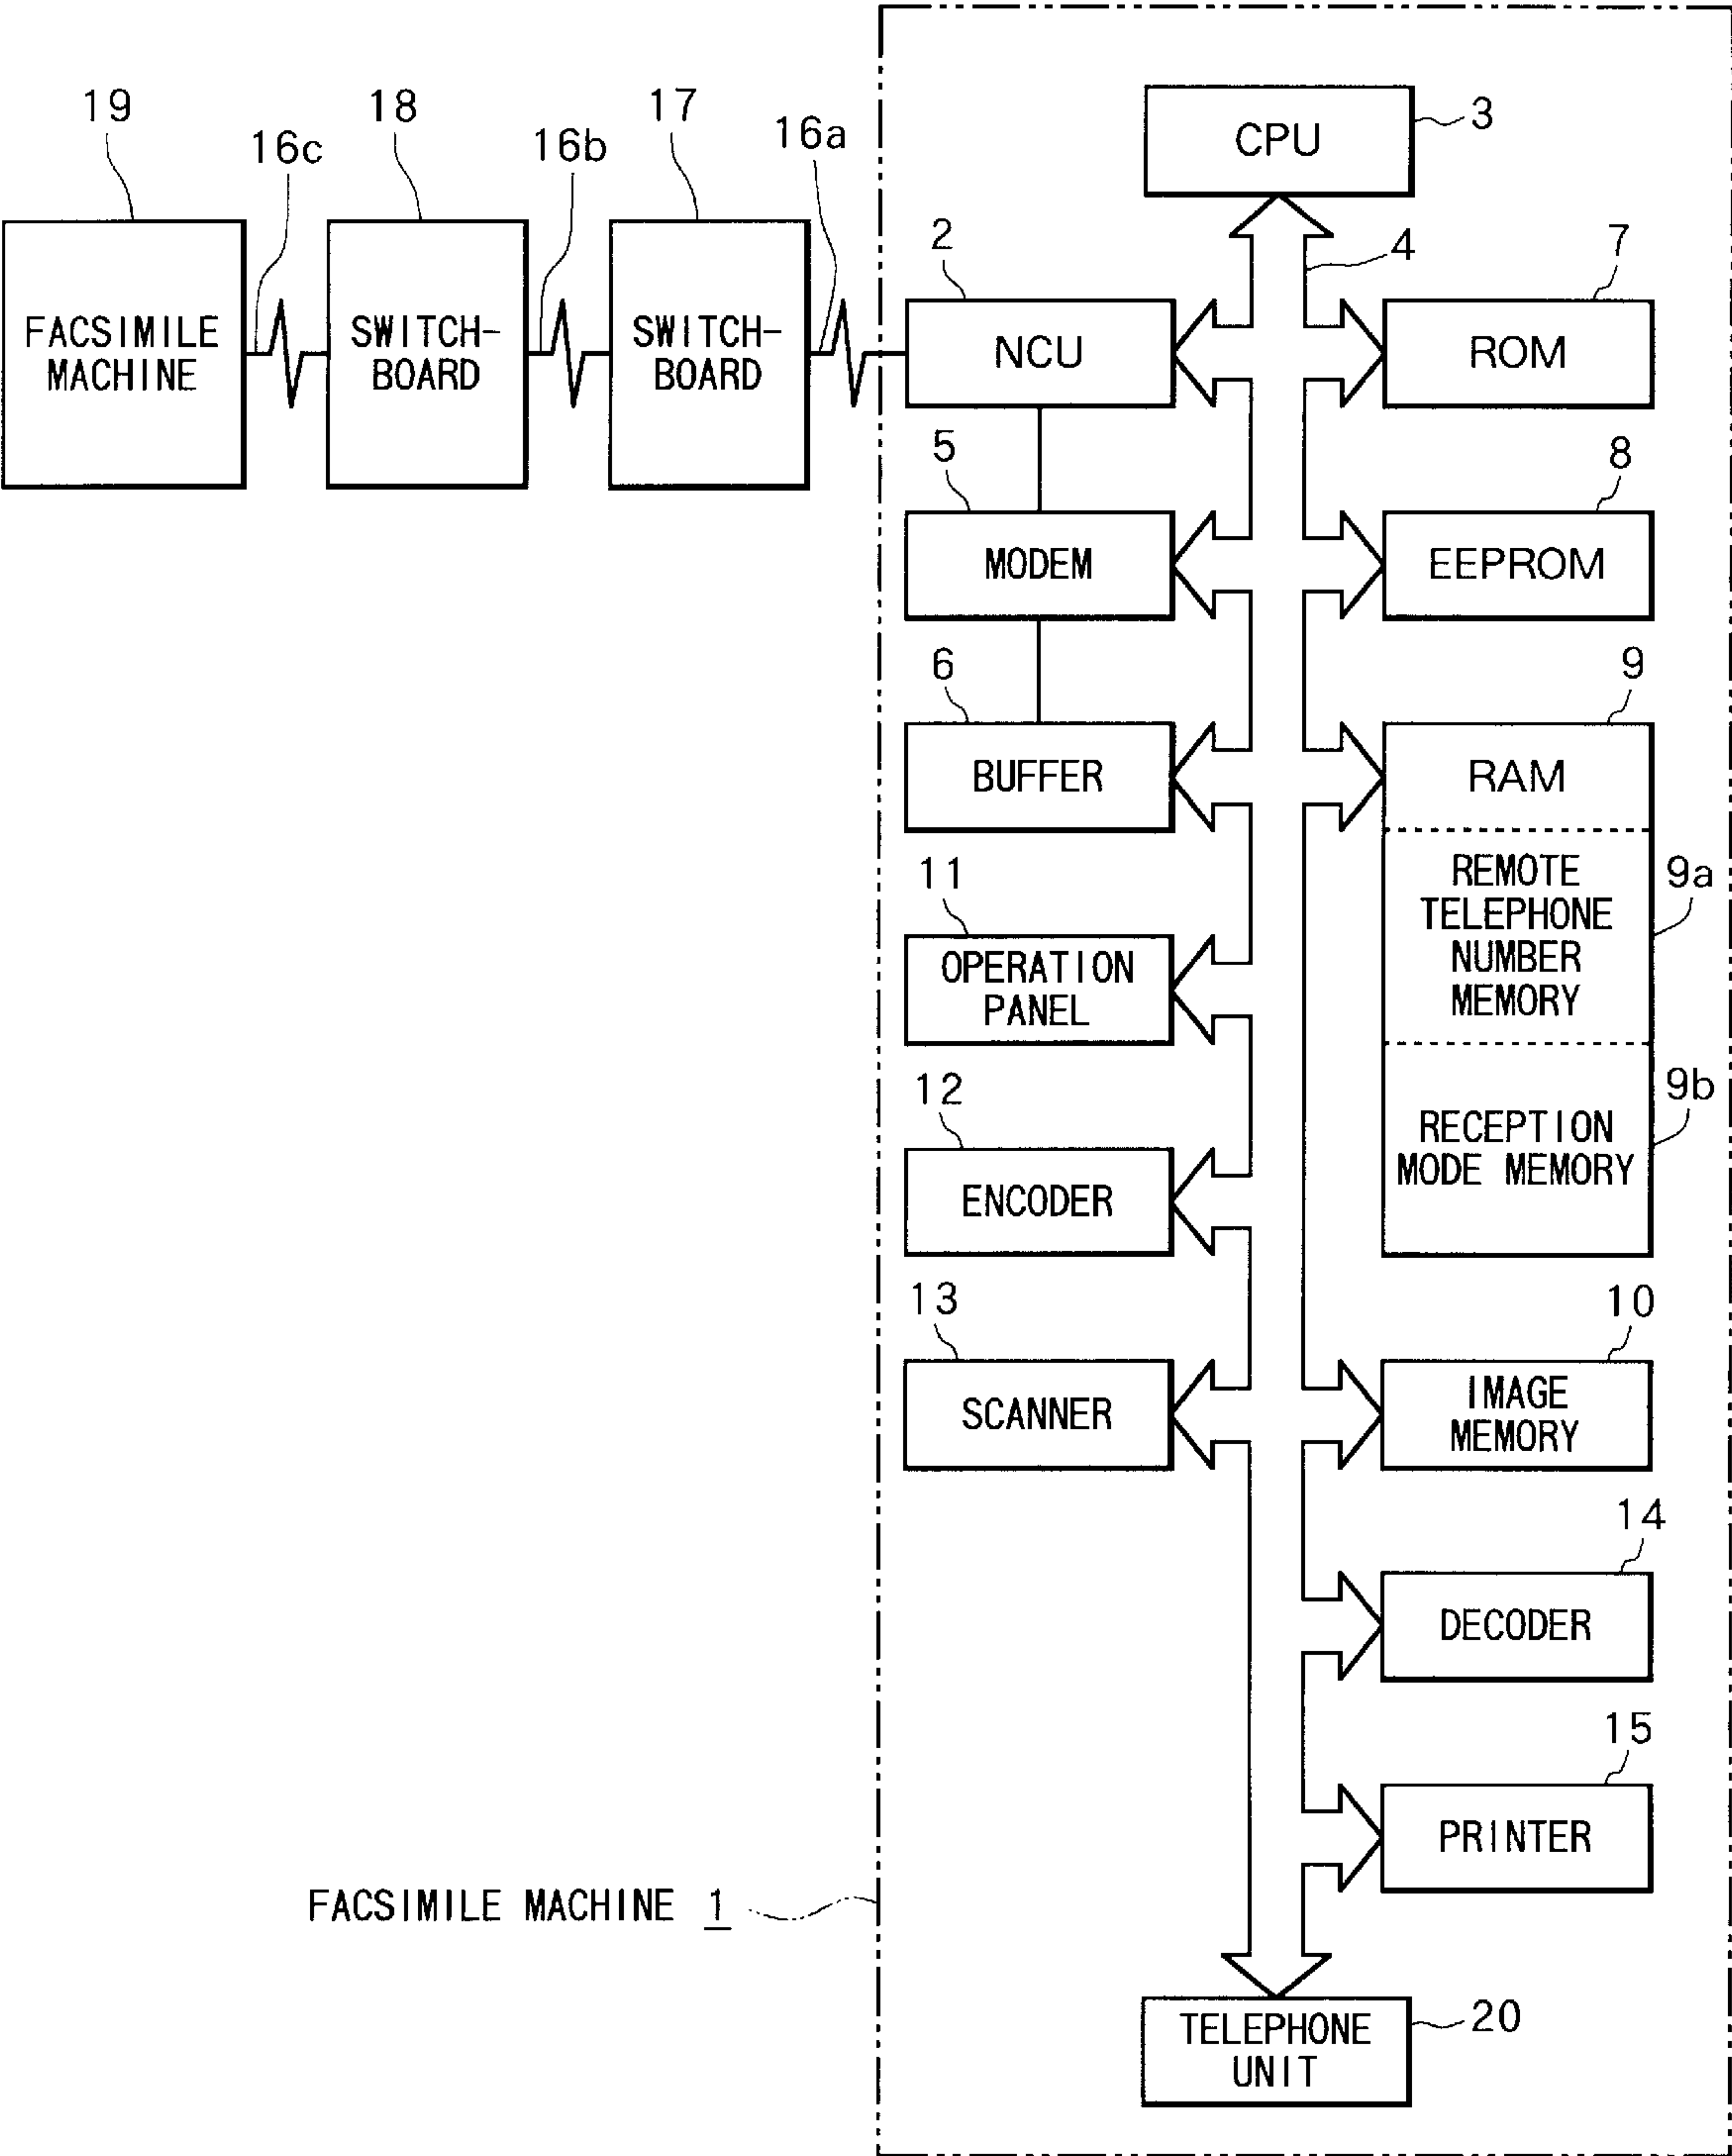 19
16c
18
16b
17
16a
FACSIMILE
MACHINE
SWITCH-
BOARD
SWITCH-
BOARD
CPU
3
4
2
NCU
7
ROM
5
MODEM
8
EEPROM
6
BUFFER
9
RAM
REMOTE
TELEPHONE
NUMBER
MEMORY
9a
RECEPTION
MODE MEMORY
9b
11
OPERATION
PANEL
12
ENCODER
13
SCANNER
10
IMAGE
MEMORY
14
DECODER
15
PRINTER
FACSIMILE MACHINE 1
TELEPHONE
UNIT
20